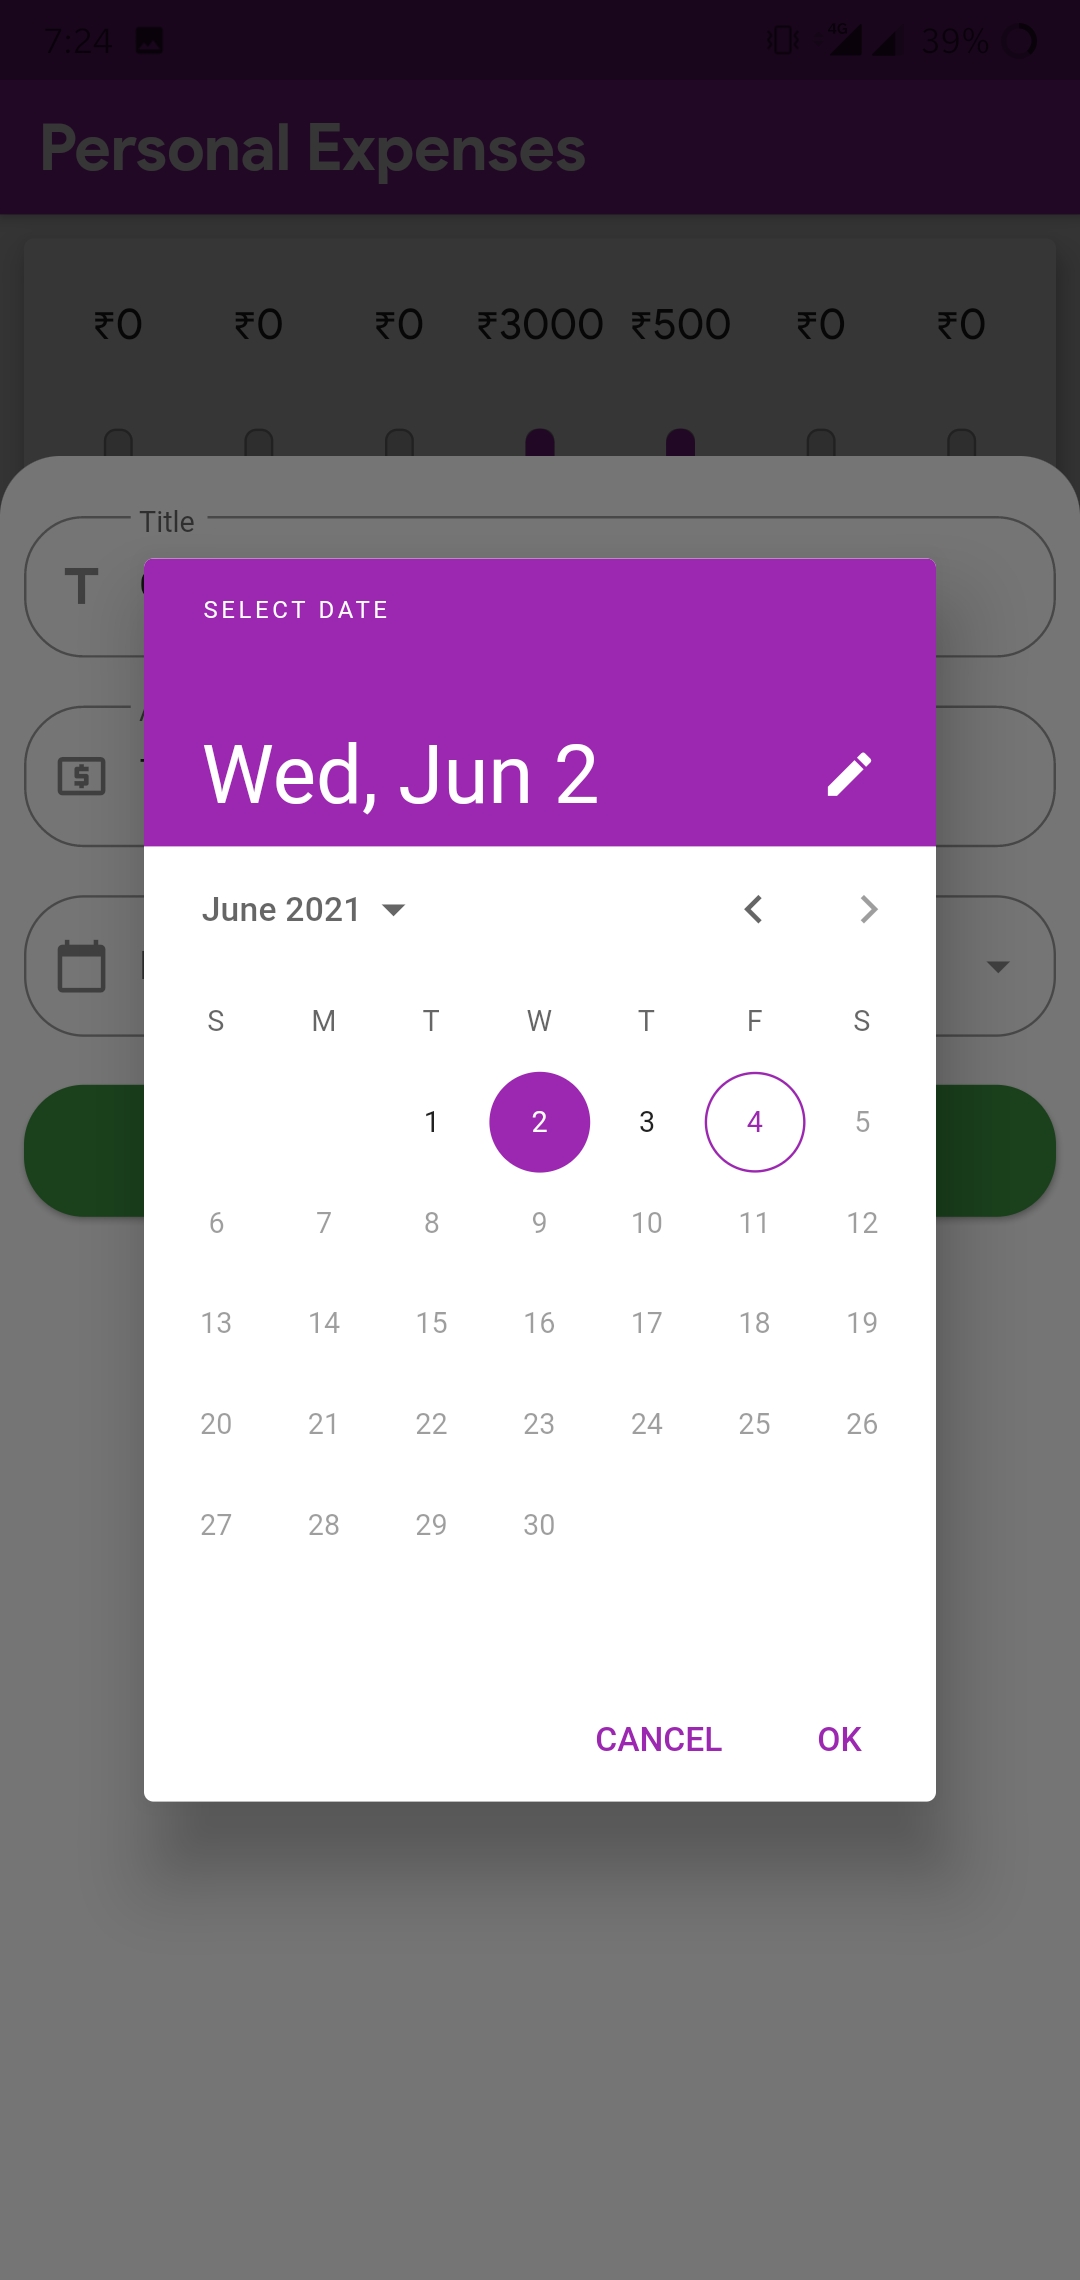 7:24 4G 39%
Personal Expenses
₹0 ₹0 ₹0 ₹3000 ₹500 ₹0 ₹0
Title
SELECT DATE
Wed, Jun 2
June 2021
S M T W T F S
1 2 3 4 5
6 7 8 9 10 11 12
13 14 15 16 17 18 19
20 21 22 23 24 25 26
27 28 29 30
CANCEL OK